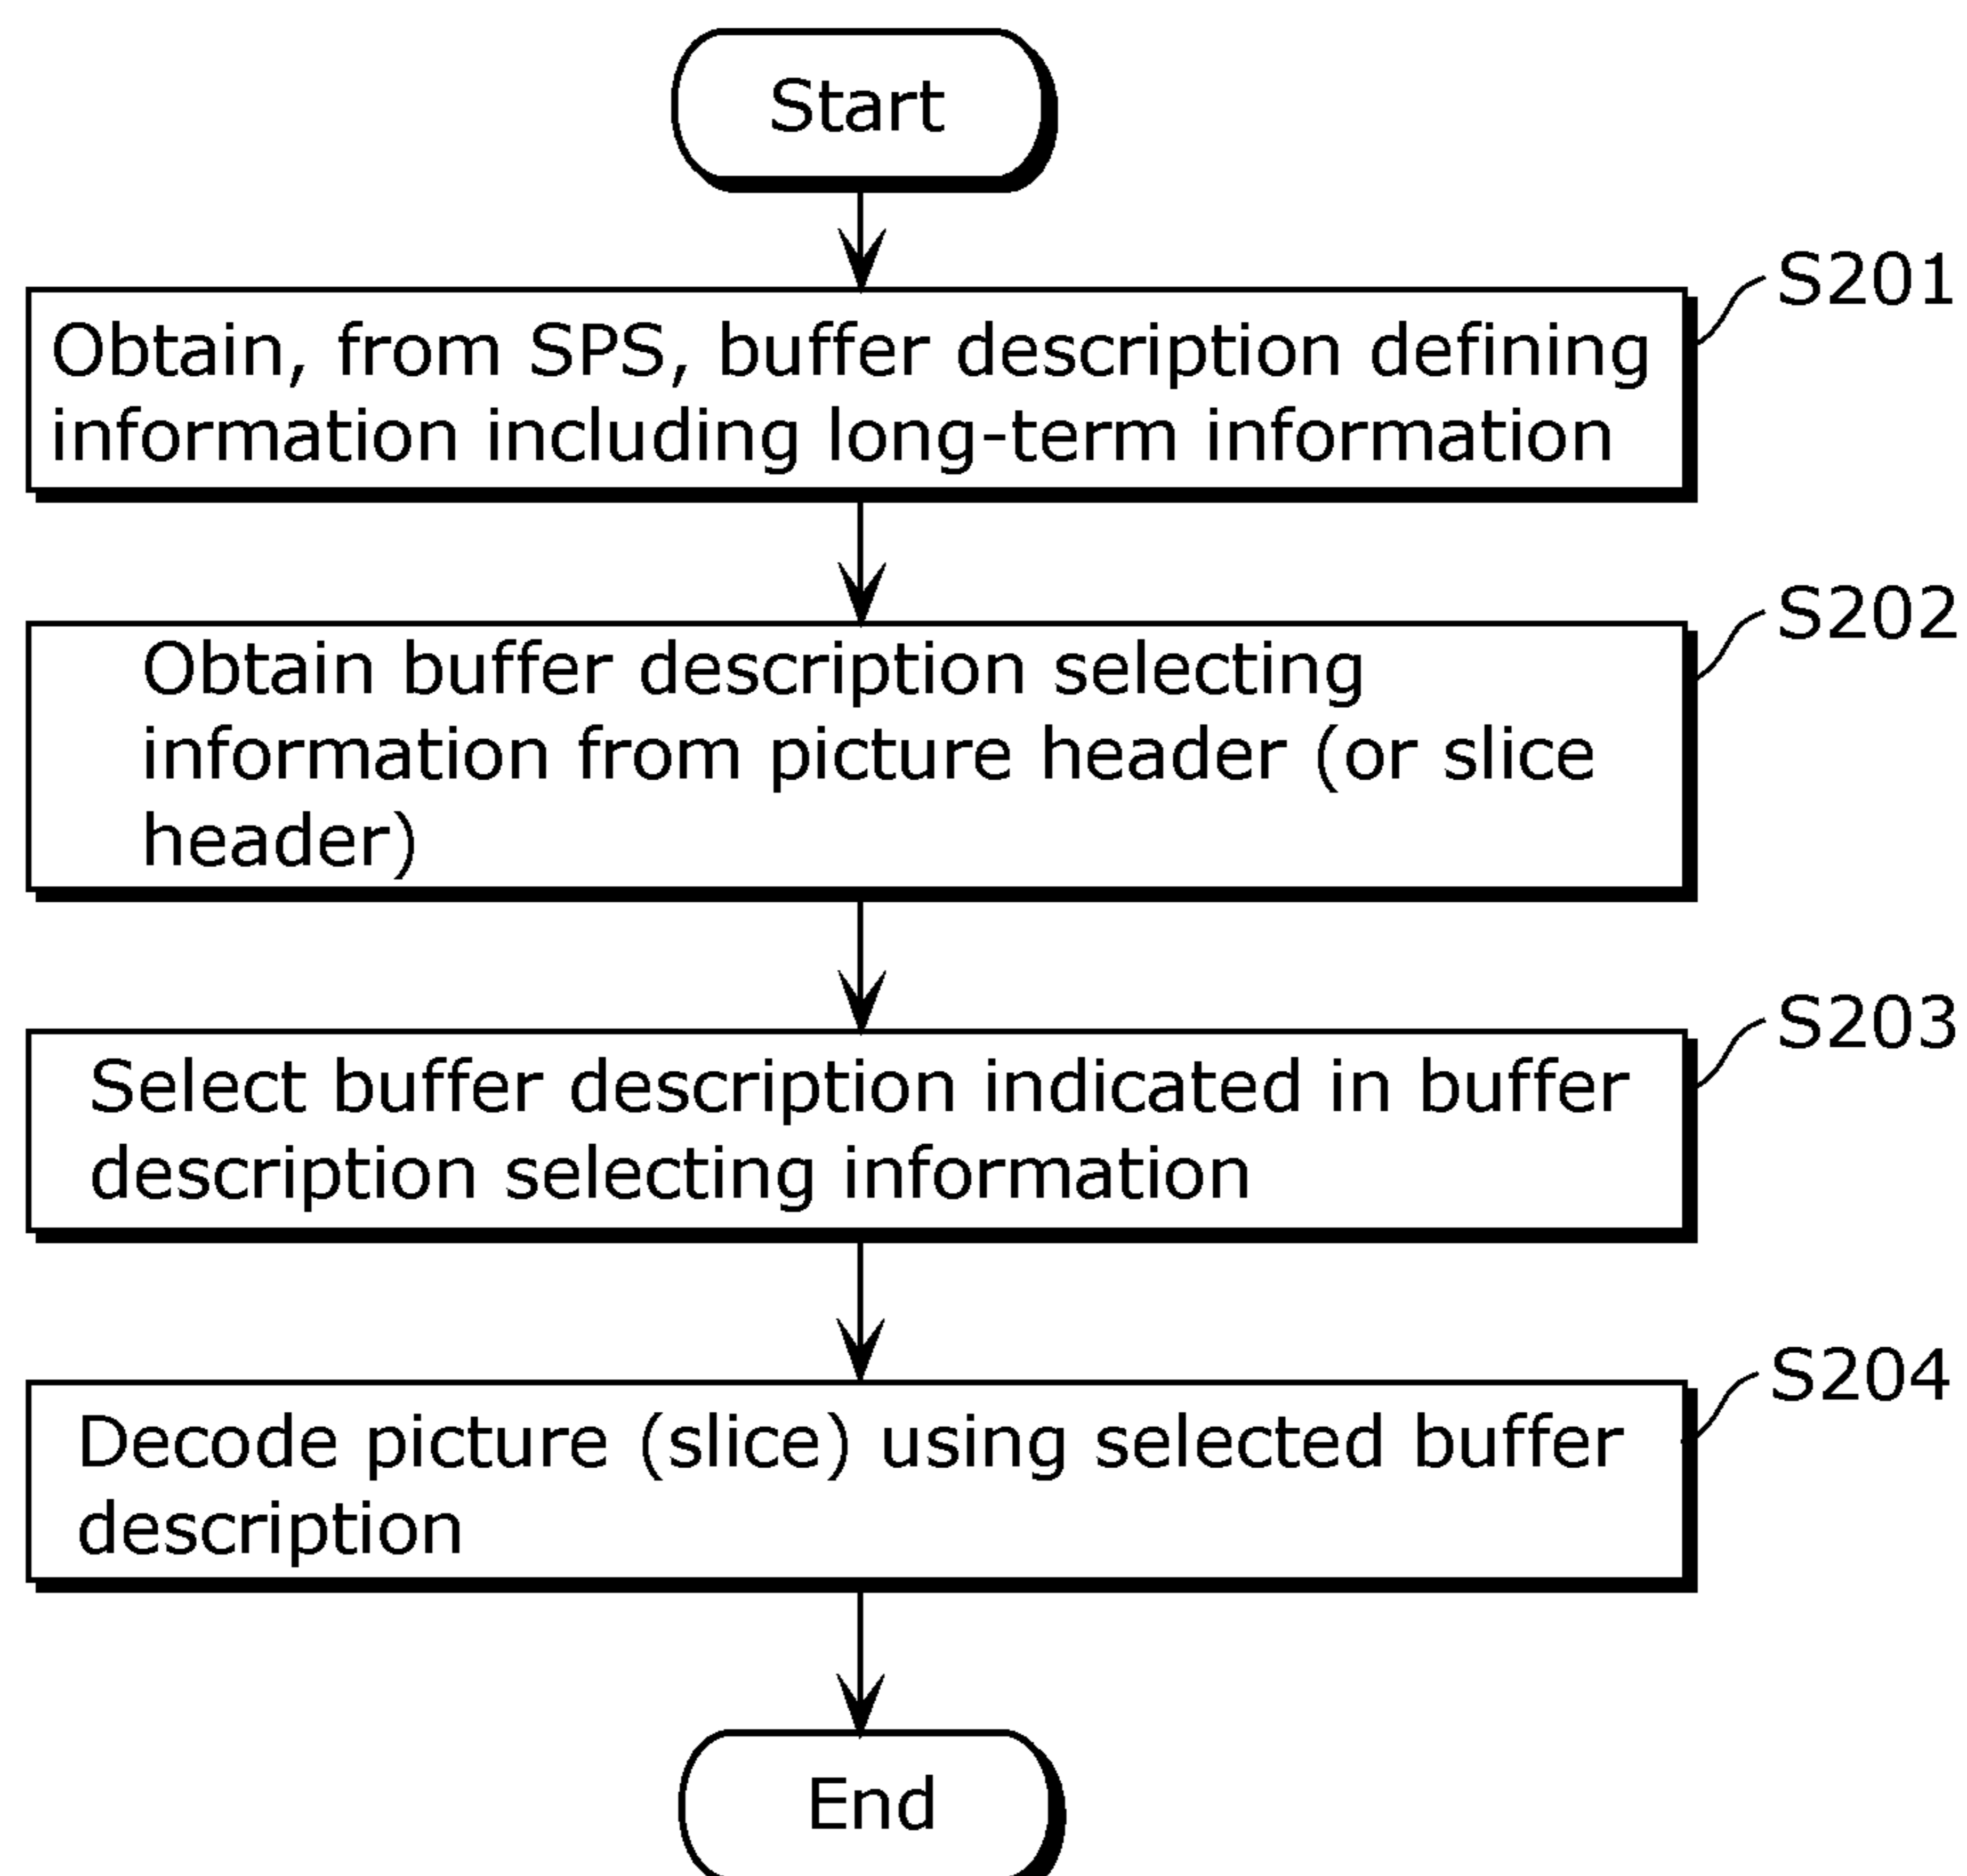 Start
S201
Obtain, from SPS, buffer description defining
information including long-term information
S202
Obtain buffer description selecting
information from picture header (or slice
header)
S203
Select buffer description indicated in buffer
description selecting information
S204
Decode picture (slice) using selected buffer
description
End